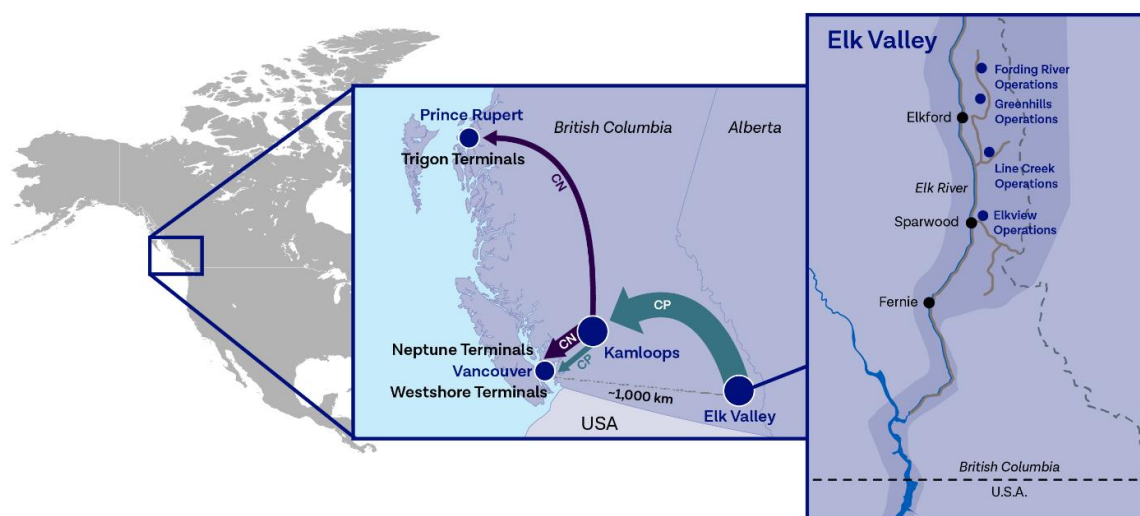 Prince Rupert
Trigon Terminals
British Columbia
Alberta
CN
CP
CN
CP
Kamloops
Neptune Terminals
Vancouver
Westshore Terminals
~1,000 km
Elk Valley
USA
Elk Valley
Fording River
Operations
Greenhills
Operations
Elkford
Line Creek
Operations
Elk River
Sparwood
Elkview
Operations
Fernie
British Columbia
U.S.A.